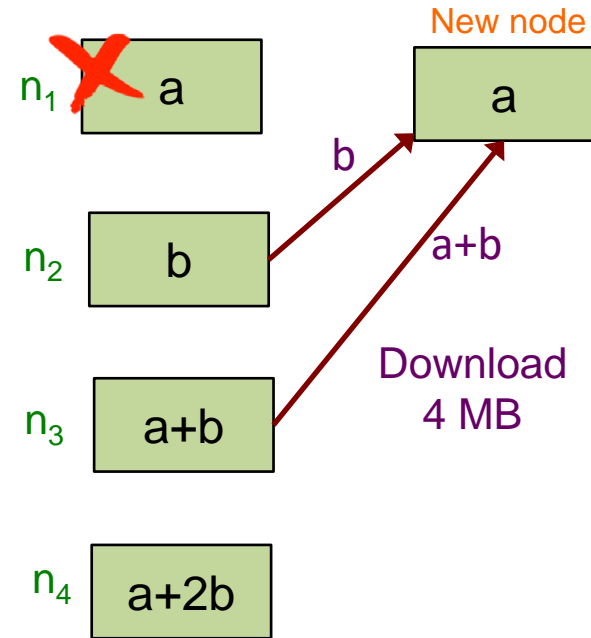 New node
n₁
a
a
b
n₂
b
a+b
Download
4 MB
n₃
a+b
n₄
a+2b